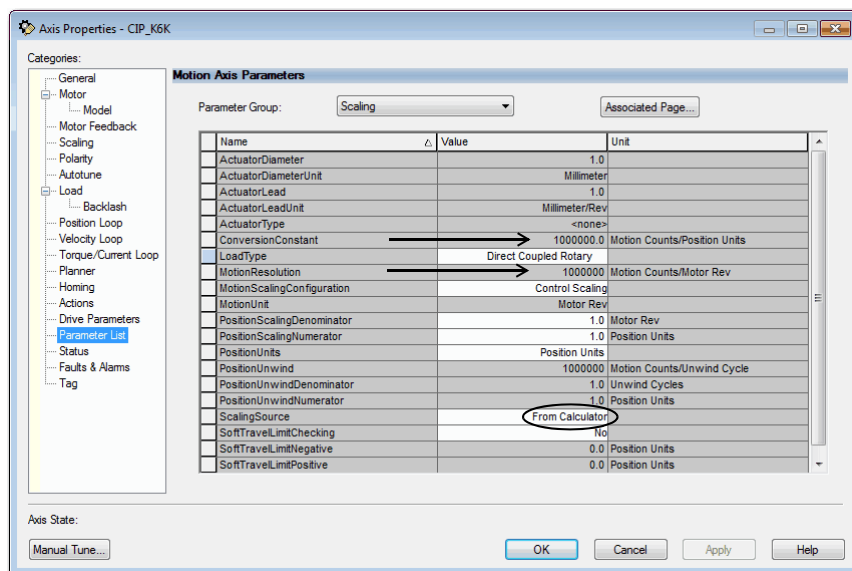 Axis Properties - CIP_K6K
Categories:
General
Motor
Model
Motor Feedback
Scaling
Polarity
Autotune
Load
Backlash
Position Loop
Velocity Loop
Torque/Current Loop
Planner
Homing
Actions
Drive Parameters
Parameter List
Status
Faults & Alarms
Tag
Motion Axis Parameters
Parameter Group: Scaling Associated Page...
Name Value Unit
ActuatorDiameter 1.0
ActuatorDiameterUnit Millimeter
ActuatorLead 1.0
ActuatorLeadUnit Millimeter/Rev
ActuatorType <none>
ConversionConstant 1000000.0 Motion Counts/Position Units
LoadType Direct Coupled Rotary
MotionResolution 1000000 Motion Counts/Motor Rev
MotionScalingConfiguration Control Scaling
MotionUnit Motor Rev
PositionScalingDenominator 1.0 Motor Rev
PositionScalingNumerator 1.0 Position Units
PositionUnits Position Units
PositionUnwind 1000000 Motion Counts/Unwind Cycle
PositionUnwindDenominator 1.0 Unwind Cycles
PositionUnwindNumerator 1.0 Position Units
ScalingSource From Calculator
SoftTravelLimitChecking No
SoftTravelLimitNegative 0.0 Position Units
SoftTravelLimitPositive 0.0 Position Units
Axis State:
Manual Tune... OK Cancel Apply Help